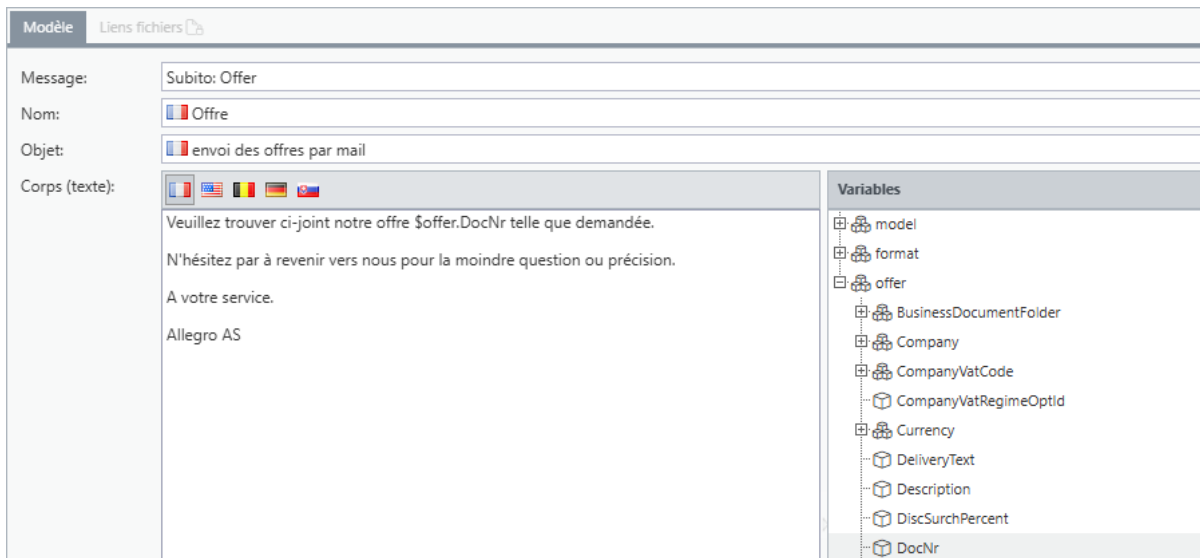 Modèle
Liens fichiers
Message:
Subito: Offer
Nom:
Offre
Objet:
envoi des offres par mail
Corps (texte):
Veuillez trouver ci-joint notre offre $offer.DocNr telle que demandée.
N'hésitez par à revenir vers nous pour la moindre question ou précision.
A votre service.
Allegro AS
Variables
model
format
offer
BusinessDocumentFolder
Company
CompanyVatCode
CompanyVatRegimeOptId
Currency
DeliveryText
Description
DiscSurchPercent
DocNr